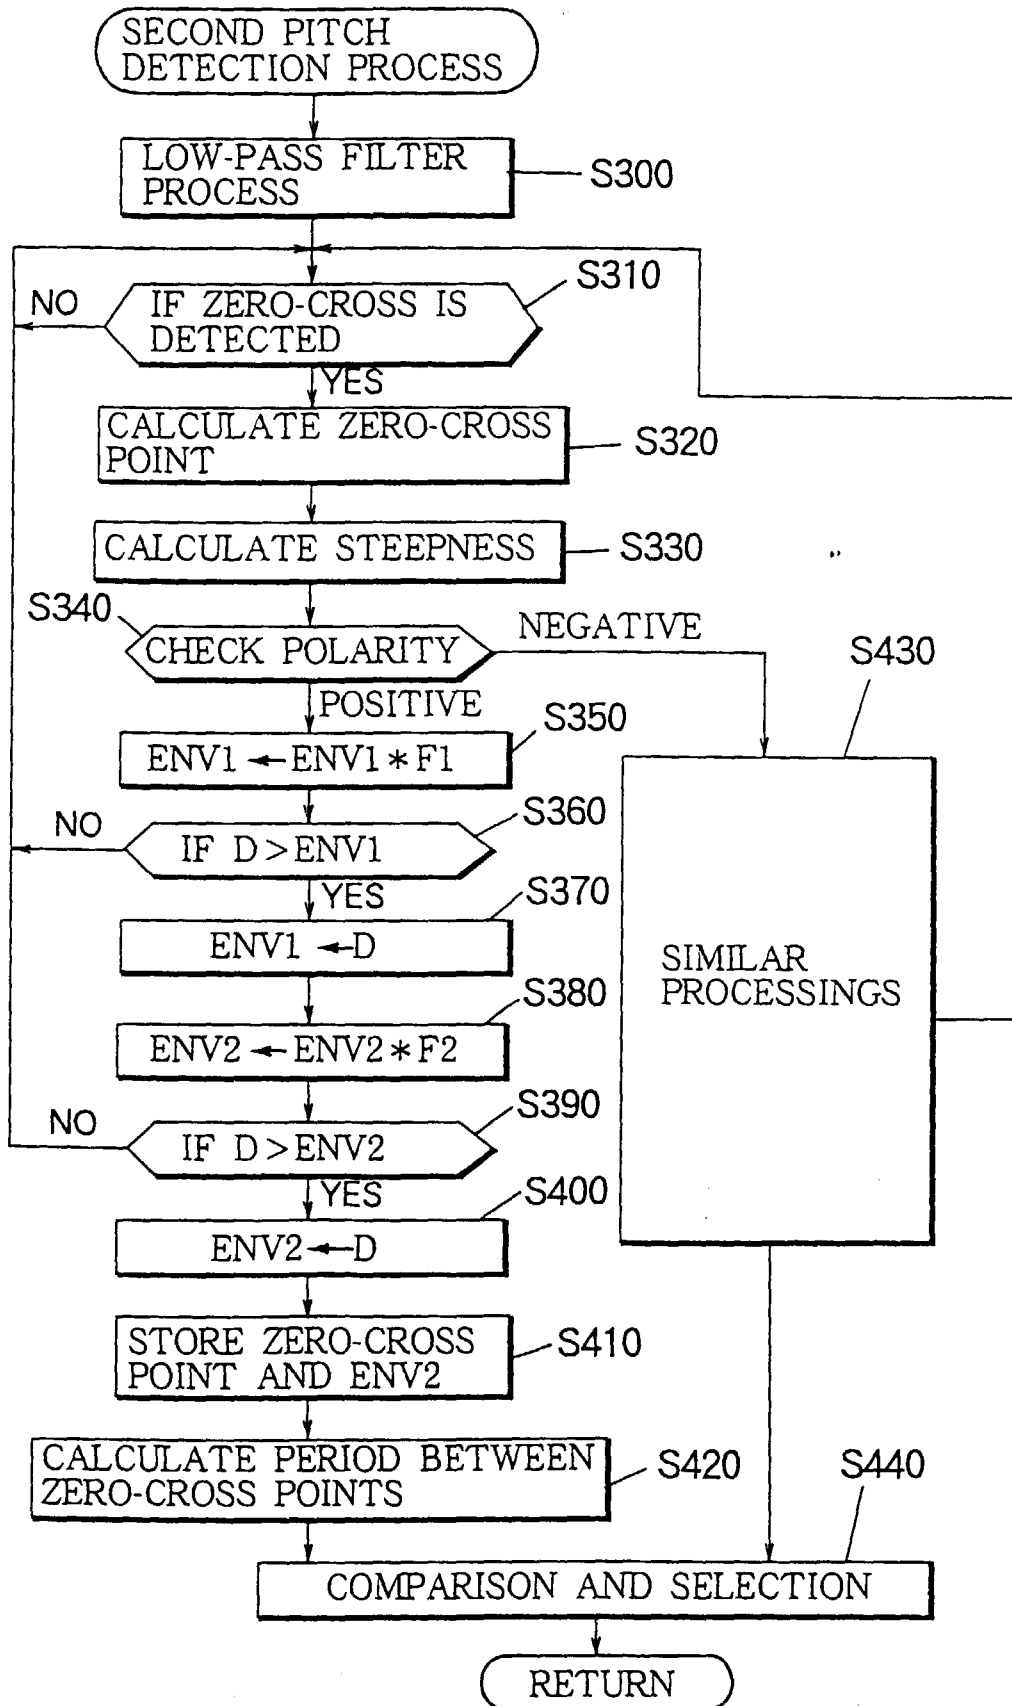 SECOND PITCH
DETECTION PROCESS
LOW-PASS FILTER
PROCESS
S300
S310
NO
IF ZERO-CROSS IS
DETECTED
YES
CALCULATE ZERO-CROSS
POINT
S320
CALCULATE STEEPNESS
S330
S340
CHECK POLARITY
NEGATIVE
S430
POSITIVE
S350
ENV1 ← ENV1 * F1
S360
NO
IF D > ENV1
YES
S370
ENV1 ← D
SIMILAR
PROCESSINGS
S380
ENV2 ← ENV2 * F2
S390
NO
IF D > ENV2
YES
S400
ENV2 ← D
STORE ZERO-CROSS
POINT AND ENV2
S410
CALCULATE PERIOD BETWEEN
ZERO-CROSS POINTS
S420
S440
COMPARISON AND SELECTION
RETURN